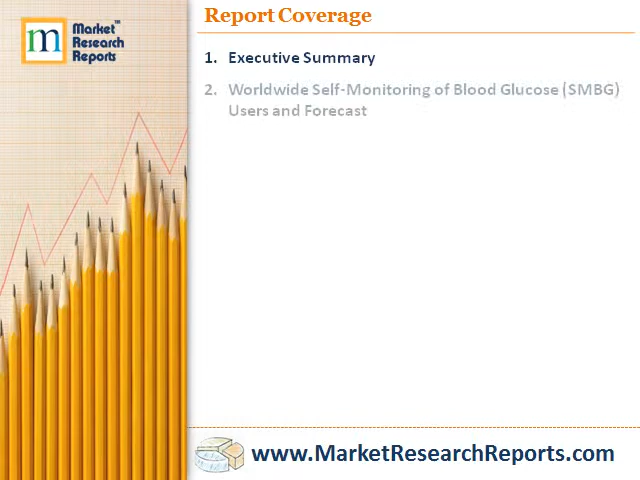 m
Market™
Research
Reports
Report Coverage
1. Executive Summary
2. Worldwide Self-Monitoring of Blood Glucose (SMBG)
Users and Forecast
www.MarketResearchReports.com